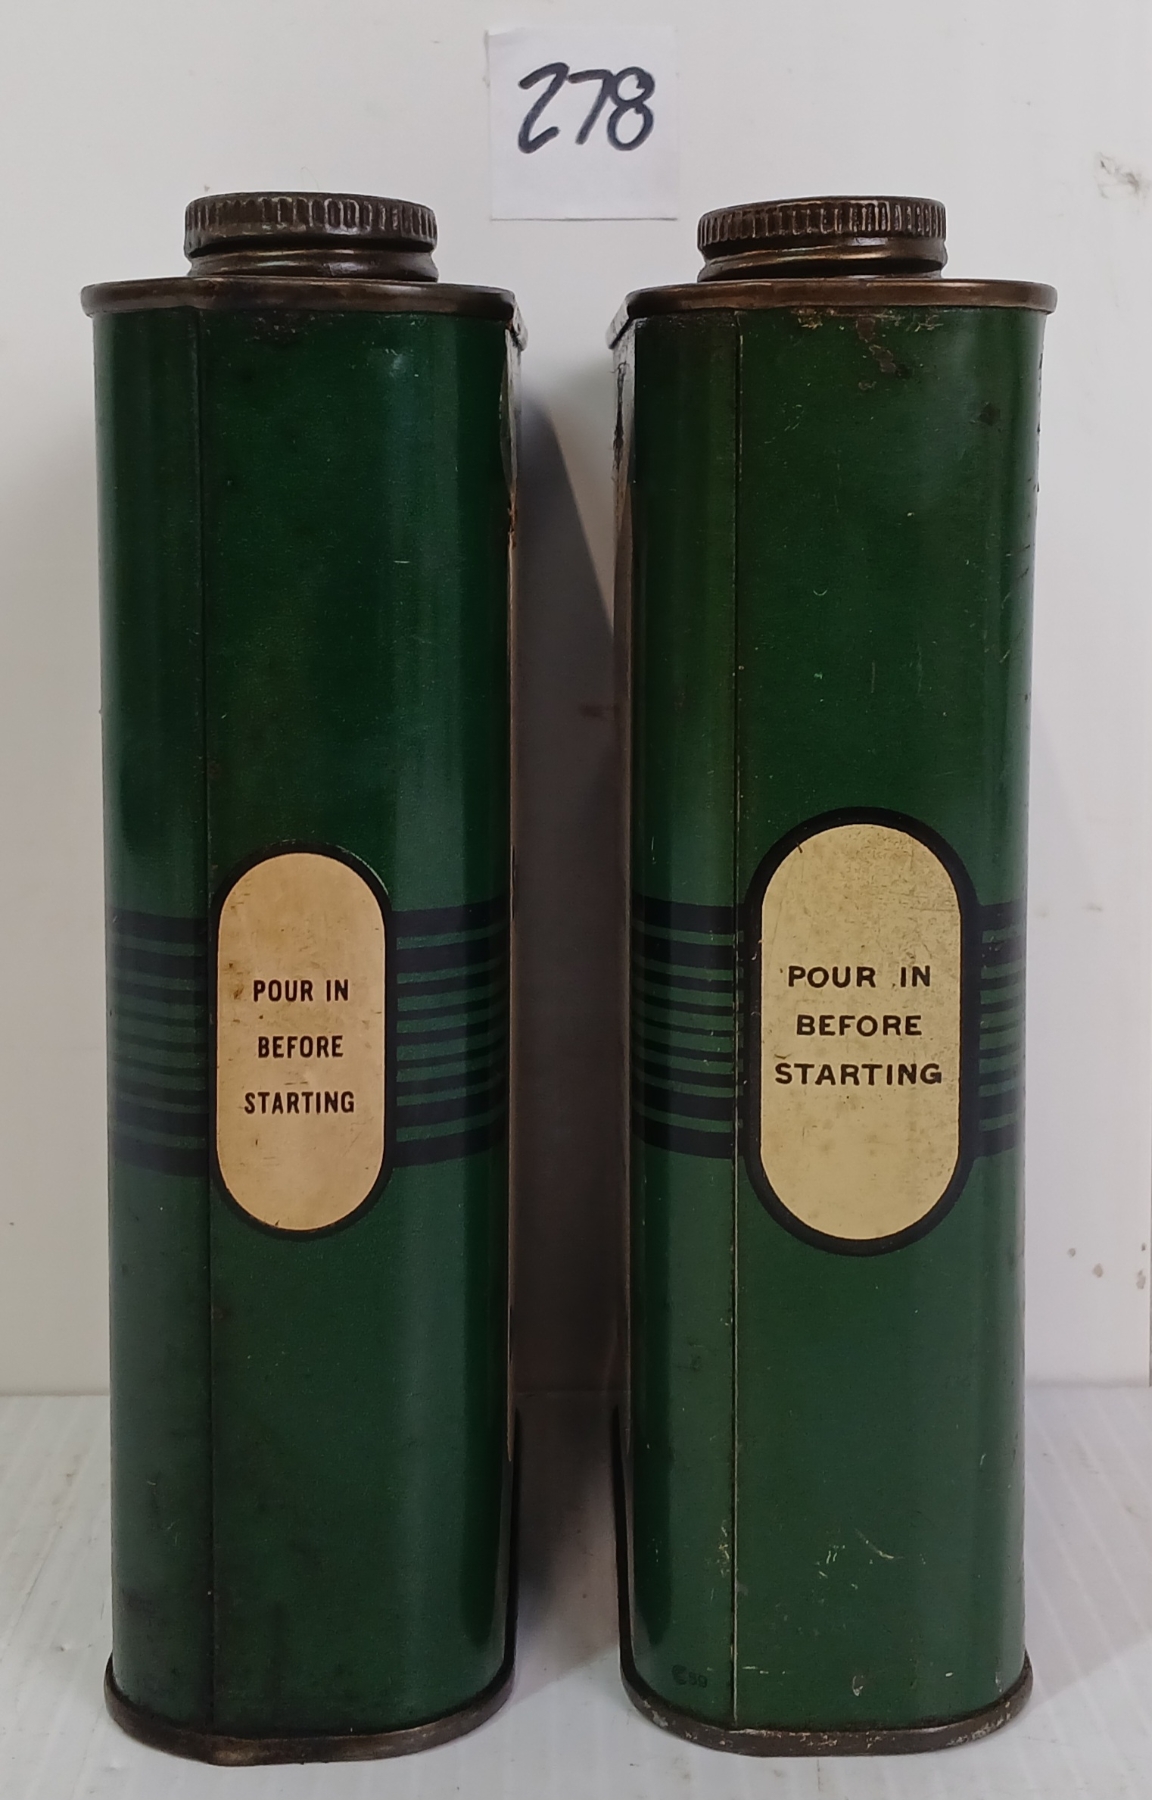 278
POUR IN
BEFORE
STARTING
POUR IN
BEFORE
STARTING